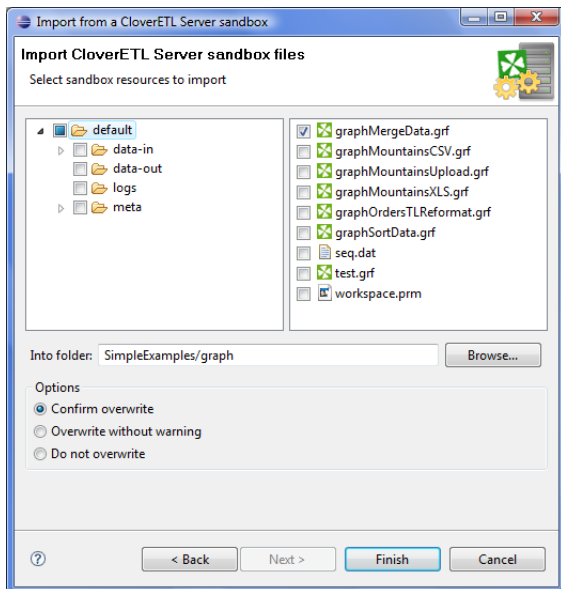 Import from a CloverETL Server sandbox
Import CloverETL Server sandbox files
Select sandbox resources to import
default
data-in
data-out
logs
meta
graphMergeData.grf
graphMountainsCSV.grf
graphMountainsUpload.grf
graphMountainsXLS.grf
graphOrdersTLReformat.grf
graphSortData.grf
seq.dat
test.grf
workspace.prm
Into folder: SimpleExamples/graph Browse...
Options
Confirm overwrite
Overwrite without warning
Do not overwrite
? < Back Next > Finish Cancel